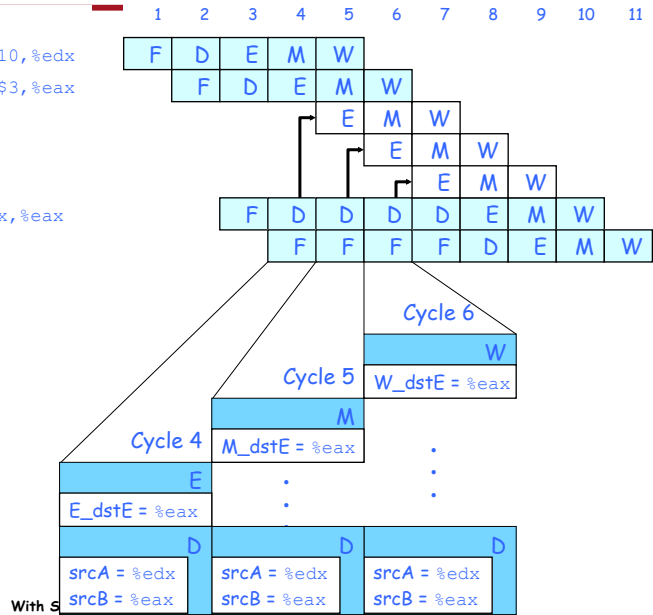 1 2 3 4 5 6 7 8 9 10 11
10,%edx F D E M W
$3,%eax F D E M W
E M W
E M W
E M W
x,%eax F D D D D E M W
F F F F D E M W
Cycle 6
W
Cycle 5
W_dstE = %eax
M
Cycle 4
M_dstE = %eax
E
E_dstE = %eax
D D D
srcA = %edx srcA = %edx srcA = %edx
srcB = %eax srcB = %eax srcB = %eax
With S